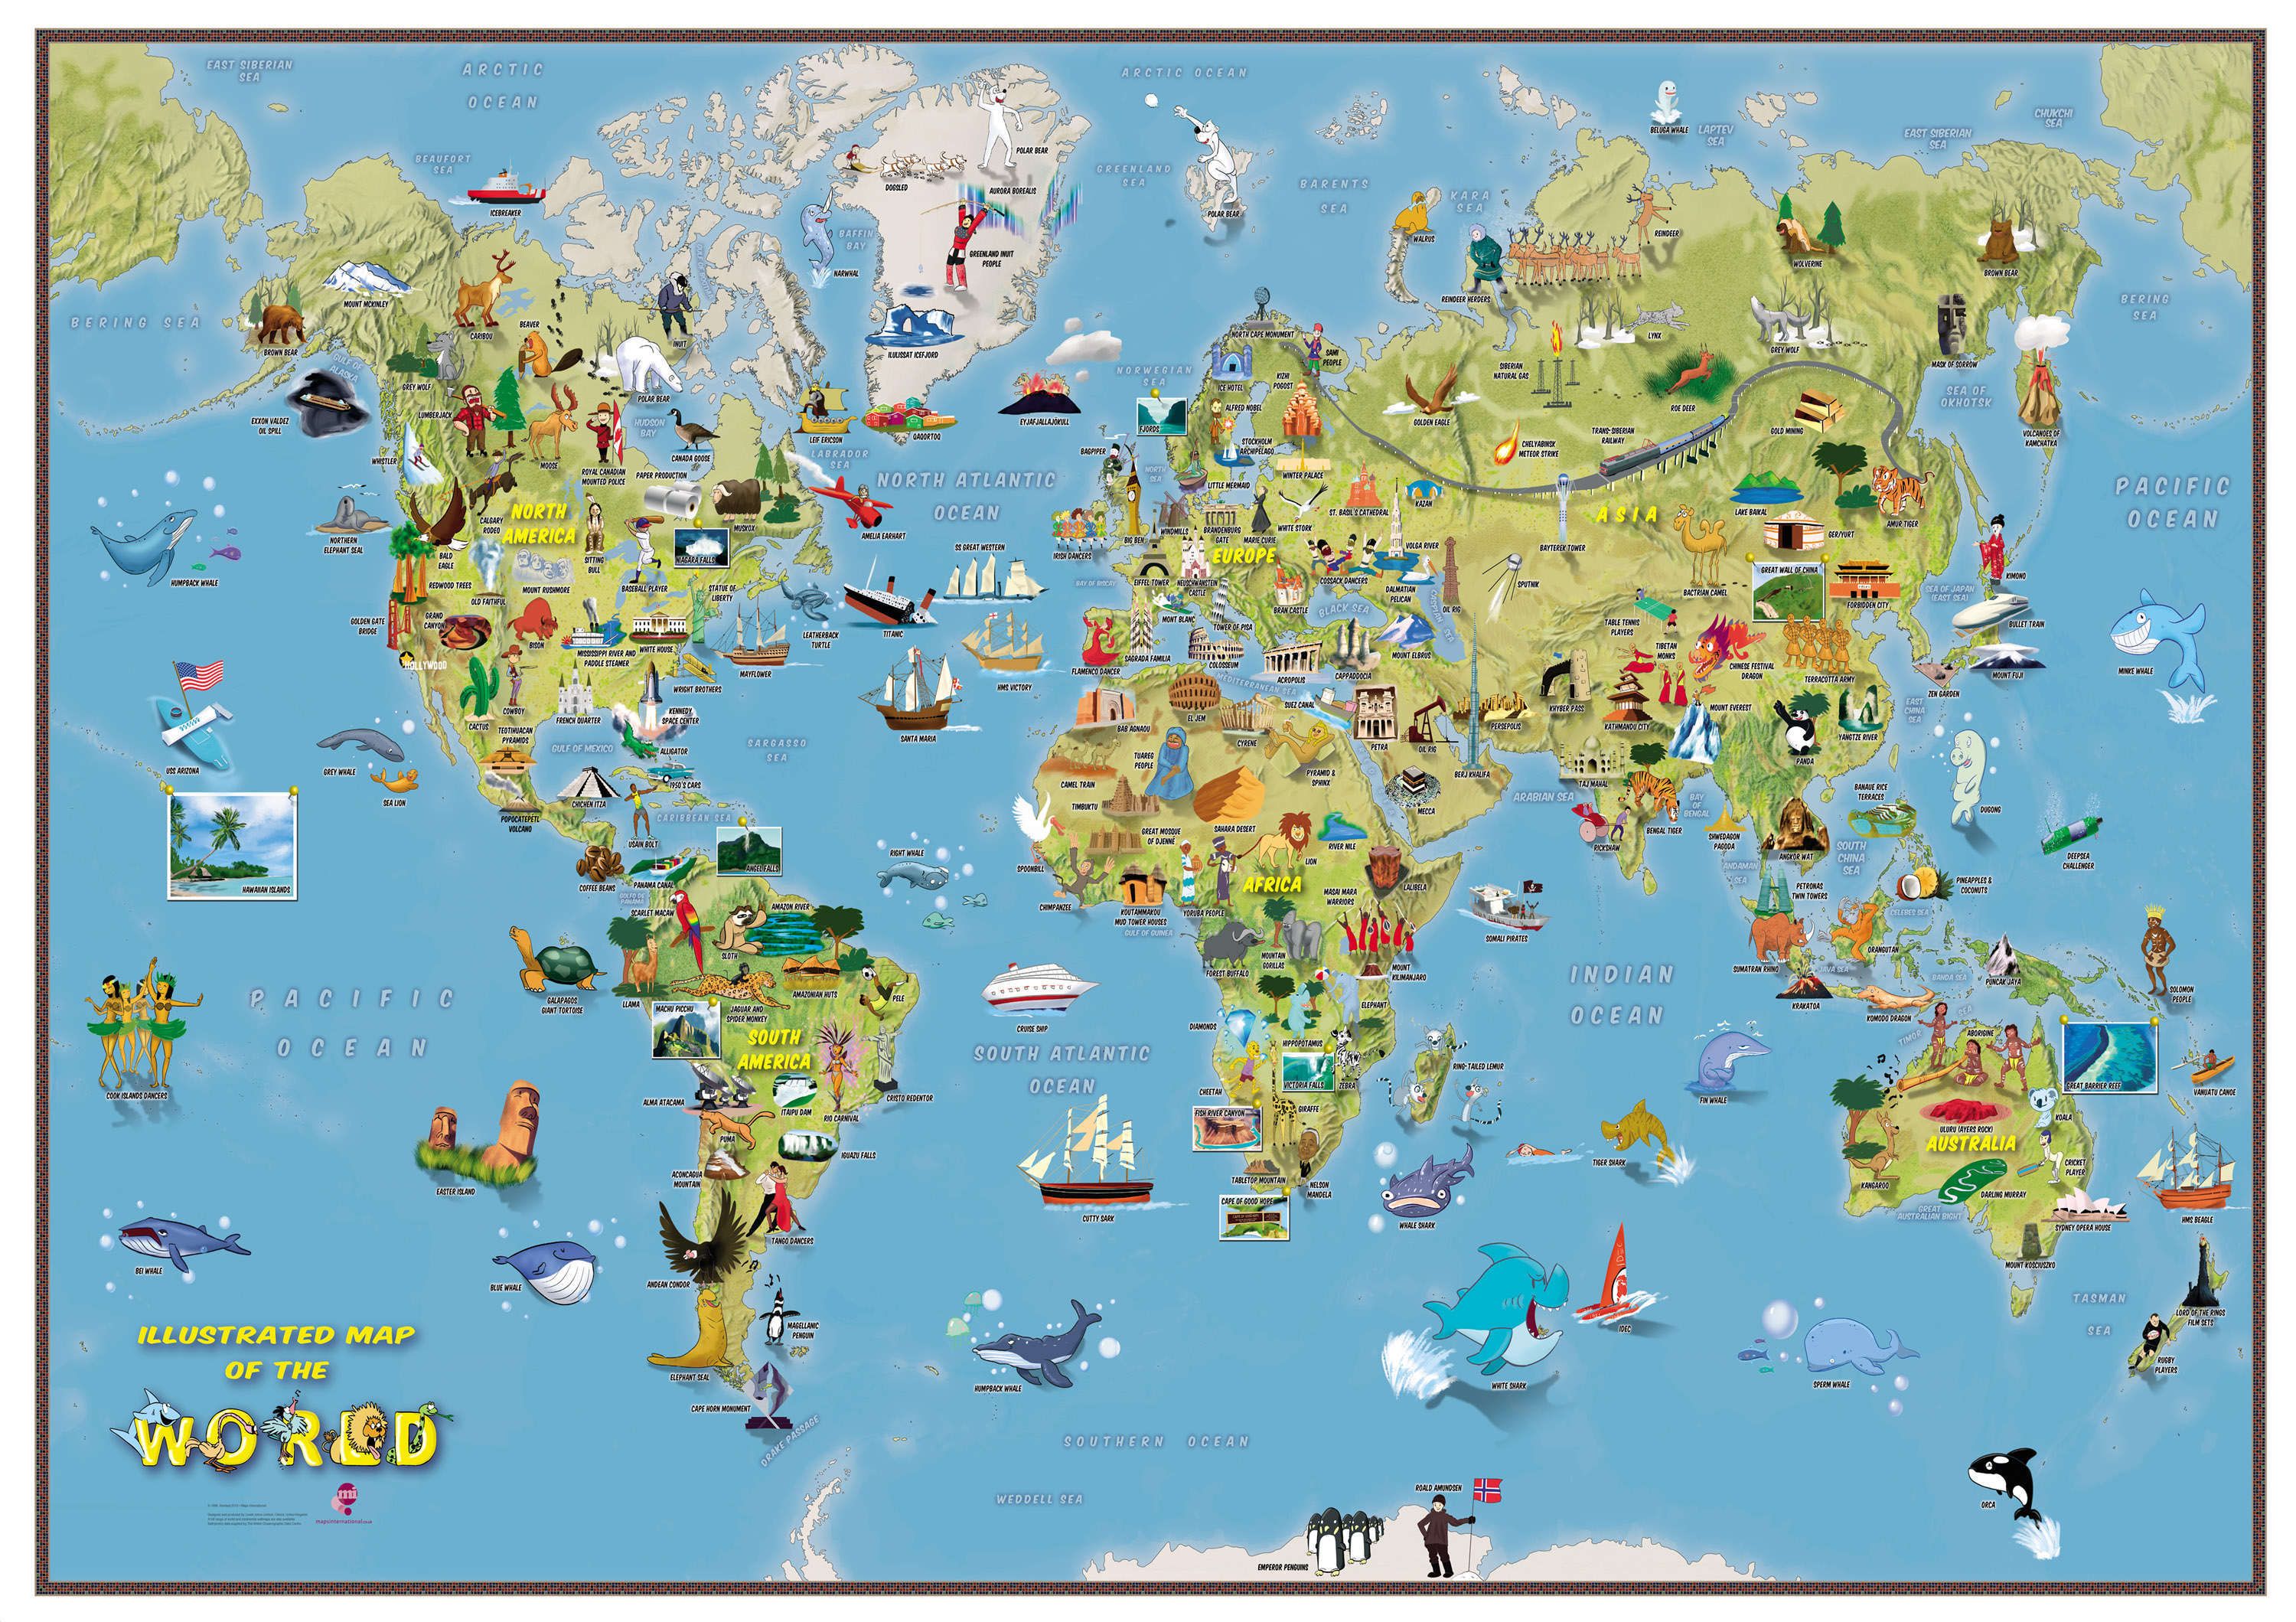 EAST SIBERIAN
SEA
ARCTIC
OCEAN
ARCTIC OCEAN
CHUKCHI
SEA
BELUGA WHALE
LAPTEV
SEA
EAST SIBERIAN
SEA
POLAR BEAR
BEAUFORT
SEA
DOGSLED
AURORA BOREALIS
GREENLAND
SEA
BARENTS
SEA
KARA
SEA
ICEBREAKER
POLAR BEAR
BAFFIN
BAY
WALRUS
REINDEER
GREENLAND INUIT
PEOPLE
NARWHAL
WOLVERINE
BROWN BEAR
MOUNT MCKINLEY
REINDEER HERDERS
BERING SEA
BERING
SEA
CARIBOU
BEAVER
INUIT
NORTH CAPE MONUMENT
LYNX
BROWN BEAR
ILULISSAT ICEFJORD
SAMI
PEOPLE
GREY WOLF
MASK OF SORROW
GULF OF
ALASKA
GREY WOLF
POLAR BEAR
NORWEGIAN
SEA
ICE HOTEL
KIZHI
POGOST
SIBERIAN
NATURAL GAS
SEA OF
OKHOTSK
EXXON VALDEZ
OIL SPILL
LUMBERJACK
HUDSON
BAY
LEIF ERICSON
QAQORTOQ
EYJAFJALLAJÖKULL
FJORDS
ALFRED NOBEL
GOLDEN EAGLE
ROE DEER
GOLD MINING
VOLCANOES OF
KAMCHATKA
WHISTLER
MOOSE
ROYAL CANADIAN
MOUNTED POLICE
CANADA GOOSE
LABRADOR
SEA
BAGPIPER
STOCKHOLM
ARCHIPELAGO
CHELYABINSK
METEOR STRIKE
TRANS-SIBERIAN
RAILWAY
PAPER PRODUCTION
NORTH ATLANTIC
OCEAN
NORTH
SEA
LITTLE MERMAID
WINTER PALACE
PACIFIC
OCEAN
NORTHERN
ELEPHANT SEAL
CALGARY
RODEO
NORTH
AMERICA
MUSKOX
AMELIA EARHART
ST. BASIL'S CATHEDRAL
KAZAN
ASIA
LAKE BAIKAL
AMUR TIGER
BALD
EAGLE
SITTING
BULL
NIAGARA FALLS
SS GREAT WESTERN
IRISH DANCERS
BIG BEN
WINDMILLS
BRANDENBURG
GATE
MARIE CURIE
WHITE STORK
VOLGA RIVER
BAYTEREK TOWER
GER/YURT
EUROPE
HUMPBACK WHALE
REDWOOD TREES
OLD FAITHFUL
MOUNT RUSHMORE
BASEBALL PLAYER
STATUE OF
LIBERTY
BAY OF BISCAY
EIFFEL TOWER
NEUSCHWANSTEIN
CASTLE
COSSACK DANCERS
DALMATIAN
PELICAN
SPUTNIK
BACTRIAN CAMEL
GREAT WALL OF CHINA
FORBIDDEN CITY
KIMONO
SEA OF JAPAN
(EAST SEA)
GOLDEN GATE
BRIDGE
GRAND
CANYON
BISON
MISSISSIPPI RIVER AND
PADDLE STEAMER
WHITE HOUSE
LEATHERBACK
TURTLE
TITANIC
MONT BLANC
TOWER OF PISA
BRAN CASTLE
BLACK SEA
CASPIAN SEA
OIL RIG
TABLE TENNIS
PLAYERS
BULLET TRAIN
HOLLYWOOD
MAYFLOWER
HMS VICTORY
FLAMENCO DANCER
SAGRADA FAMILIA
COLOSSEUM
ACROPOLIS
CAPPADOCIA
MOUNT ELBRUS
TIBETAN
MONKS
CHINESE FESTIVAL
DRAGON
TERRACOTTA ARMY
MOUNT FUJI
MINKE WHALE
WRIGHT BROTHERS
MEDITERRANEAN SEA
ZEN GARDEN
CACTUS
COWBOY
FRENCH QUARTER
KENNEDY
SPACE CENTER
SANTA MARIA
BAB AGNAOU
EL JEM
SUEZ CANAL
PETRA
OIL RIG
PERSEPOLIS
KHYBER PASS
KATHMANDU CITY
MOUNT EVEREST
PANDA
YANGTZE RIVER
EAST
CHINA
SEA
TEOTIHUACAN
PYRAMIDS
GULF OF MEXICO
ALLIGATOR
SARGASSO
SEA
TUAREG
PEOPLE
CYRENE
USS ARIZONA
GREY WHALE
SEA LION
CHICHEN ITZA
1950'S CARS
CAMEL TRAIN
PYRAMID &
SPHINX
BERJ KHALIFA
TAJ MAHAL
BANAUE RICE
TERRACES
DUGONG
POPOCATEPETL
VOLCANO
CARIBBEAN SEA
TIMBUKTU
MECCA
ARABIAN SEA
BAY
OF
BENGAL
USAIN BOLT
ANGEL FALLS
RIGHT WHALE
SPOONBILL
GREAT MOSQUE
OF DJENNÉ
SAHARA DESERT
LION
RIVER NILE
RICKSHAW
BENGAL TIGER
SHWEDAGON
PAGODA
ANGKOR WAT
SOUTH
CHINA
SEA
DEEPSEA
CHALLENGER
HAWAIIAN ISLANDS
COFFEE BEANS
PANAMA CANAL
GOLFO DE
PANAMA
CHIMPANZEE
KOUTAMMAKOU
MUD TOWER HOUSES
YORUBA PEOPLE
AFRICA
MASAI MARA
WARRIORS
LALIBELA
ANDAMAN
SEA
PETRONAS
TWIN TOWERS
PINEAPPLES &
COCONUTS
SCARLET MACAW
AMAZON RIVER
GULF OF GUINEA
SOMALI PIRATES
CELEBES SEA
SLOTH
FOREST BUFFALO
MOUNTAIN
GORILLAS
MOUNT
KILIMANJARO
SUMATRAN RHINO
ORANGUTAN
JAVA SEA
BANDA SEA
PUNCAK JAYA
GALAPAGOS
GIANT TORTOISE
LLAMA
AMAZONIAN HUTS
PELE
INDIAN
OCEAN
SOLOMON
PEOPLE
PACIFIC
OCEAN
MACHU PICCHU
JAGUAR AND
SPIDER MONKEY
CRUISE SHIP
ELEPHANT
KRAKATOA
KOMODO DRAGON
SOUTH
AMERICA
SOUTH ATLANTIC
OCEAN
DIAMONDS
HIPPOPOTAMUS
TIMOR
SEA
ABORIGINE
COOK ISLANDS DANCERS
ALMA ATACAMA
ITAIPU DAM
RIO CARNIVAL
CRISTO REDENTOR
CHEETAH
VICTORIA FALLS
ZEBRA
RING-TAILED LEMUR
FIN WHALE
GREAT BARRIER REEF
VANUATU CANOE
FISH RIVER CANYON
GIRAFFE
KOALA
PUMA
IGUAZU FALLS
ULURU (AYERS ROCK)
AUSTRALIA
EASTER ISLAND
ACONCAGUA
MOUNTAIN
TABLETOP MOUNTAIN
NELSON
MANDELA
TIGER SHARK
KANGAROO
DARLING MURRAY
CRICKET
PLAYER
CUTTY SARK
CAPE OF GOOD HOPE
WHALE SHARK
GREAT
AUSTRALIAN BIGHT
SYDNEY OPERA HOUSE
HMS BEAGLE
TANGO DANCERS
BEI WHALE
BLUE WHALE
ANDEAN CONDOR
MOUNT KOSCIUSZKO
IDEC
TASMAN
SEA
LORD OF THE RINGS
FILM SETS
ILLUSTRATED MAP
OF THE
WORLD
MAGELLANIC
PENGUIN
ELEPHANT SEAL
HUMPBACK WHALE
WHITE SHARK
SPERM WHALE
RUGBY
PLAYERS
CAPE HORN MONUMENT
DRAKE PASSAGE
SOUTHERN OCEAN
WEDDELL SEA
ROALD AMUNDSEN
ORCA
EMPEROR PENGUINS
mi
mapsinternational.co.uk